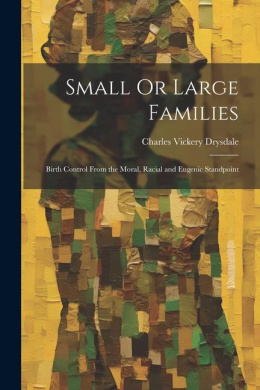 Small Or Large
Families
Charles Vickery Drysdale
Birth Control From the Moral, Racial and Eugenic Standpoint